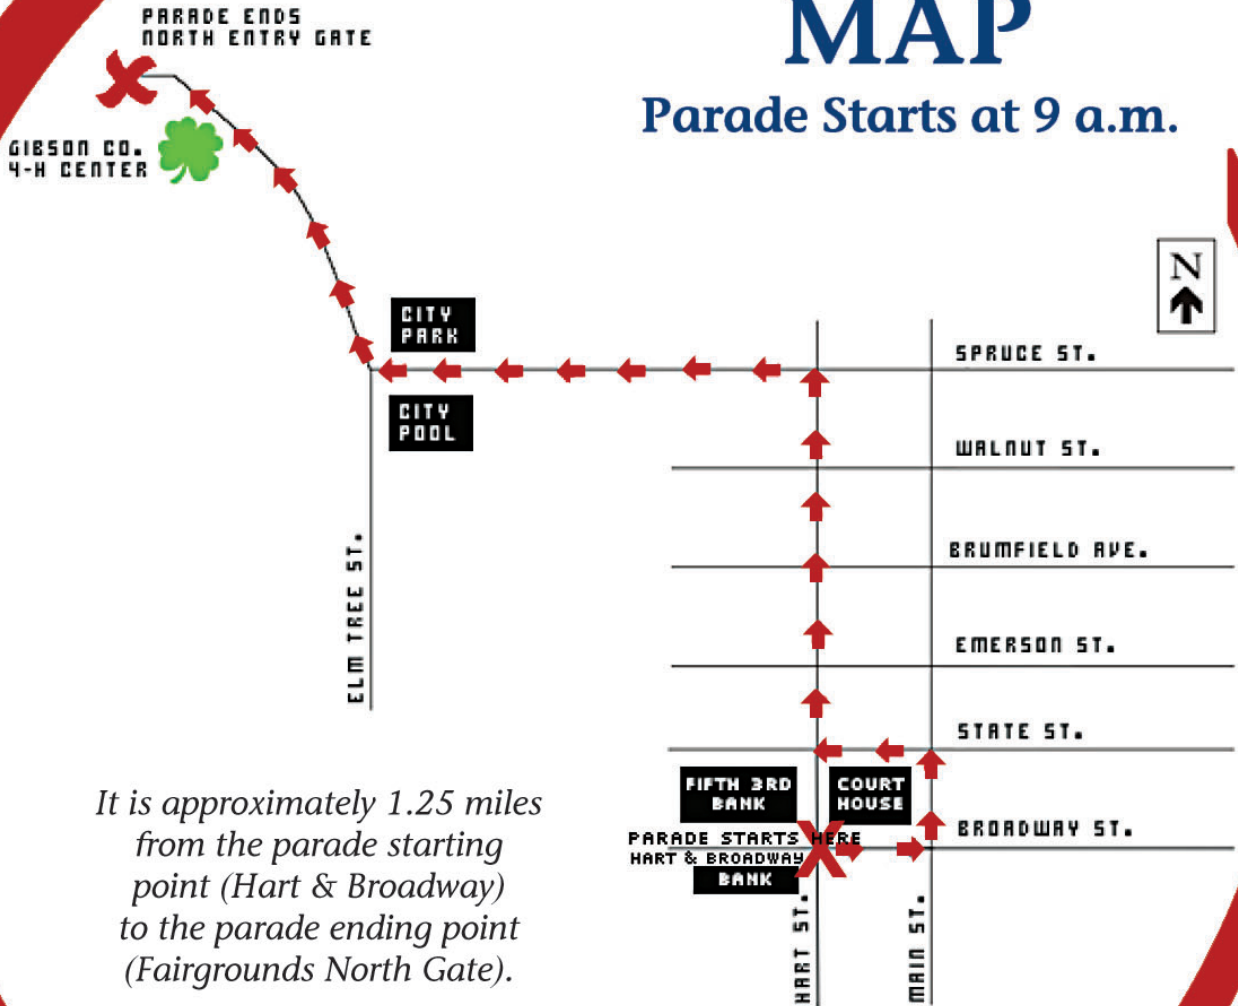 MAP
Parade Starts at 9 a.m.
PARADE ENDS
NORTH ENTRY GATE
GIBSON CO.
4-H CENTER
N
CITY
PARK
CITY
POOL
SPRUCE ST.
WALNUT ST.
BRUMFIELD AVE.
EMERSON ST.
STATE ST.
BROADWAY ST.
ELM TREE ST.
FIFTH 3RD
BANK
COURT
HOUSE
PARADE STARTS HERE
HART & BROADWAY
BANK
HART ST.
MAIN ST.
It is approximately 1.25 miles
from the parade starting
point (Hart & Broadway)
to the parade ending point
(Fairgrounds North Gate).